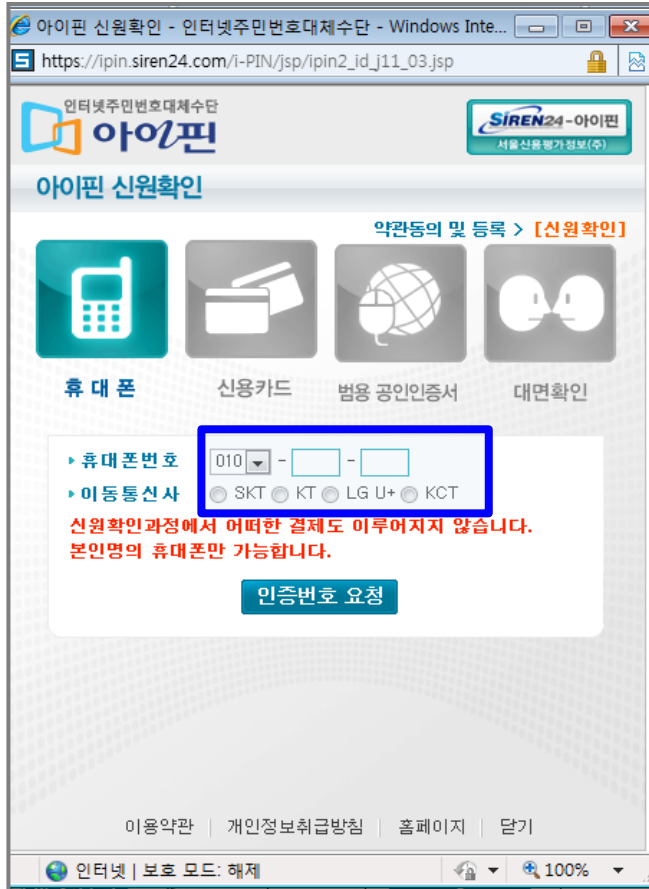 아이핀 신원확인 - 인터넷주민번호대체수단 - Windows Inte...
https://ipin.siren24.com/i-PIN/jsp/ipin2_id_j11_03.jsp
인터넷주민번호대체수단
아이핀
SIREN24-아이핀
서울신용평가정보(주)
아이핀 신원확인
약관동의 및 등록 > [신원확인]
휴 대 폰
신용카드
범용 공인인증서
대면확인
휴대폰번호 010 - -
이동통신사 SKT KT LG U+ KCT
신원확인과정에서 어떠한 결제도 이루어지지 않습니다.
본인명의 휴대폰만 가능합니다.
인증번호 요청
이용약관 | 개인정보취급방침 | 홈페이지 | 닫기
인터넷 | 보호 모드: 해제 100%